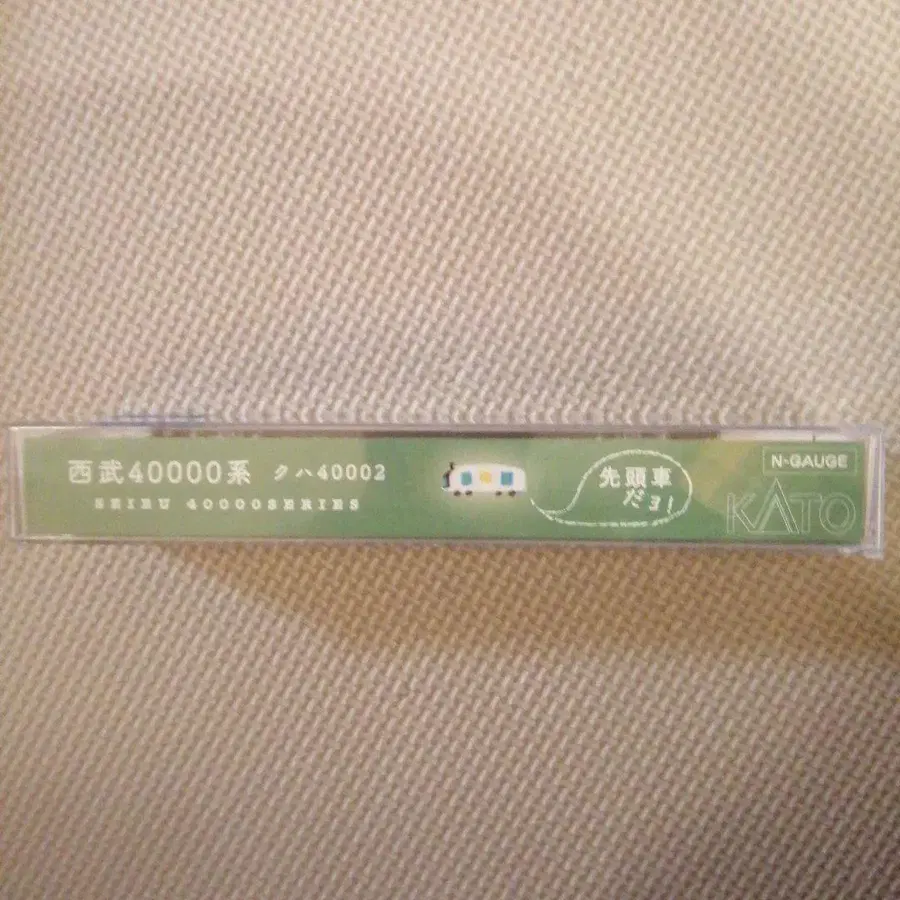 西武40000系 クハ40002
SEIBU 40000SERIES
先頭車
だヨ!
N-GAUGE
KATO